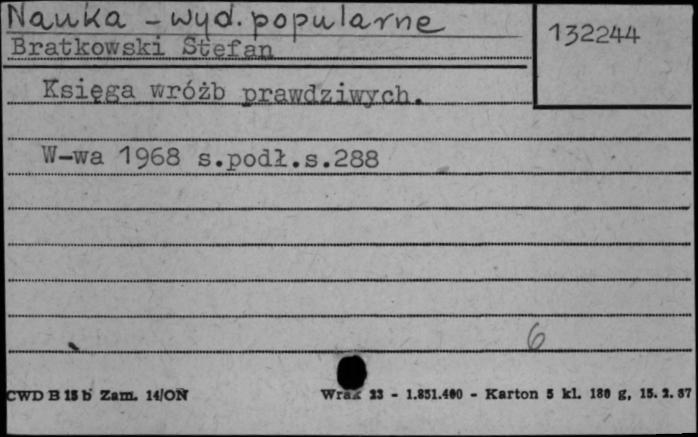 Nauka - wyd. popularne
132244
Bratkowski Stefan
Księga wróżb prawdziwych.
W-wa 1968 s.podł.s.288
6
CWD B 15 b Zam. 14/ON
23 - 1.851.400 - Karton 5 kl. 180 g, 15. 2. 67